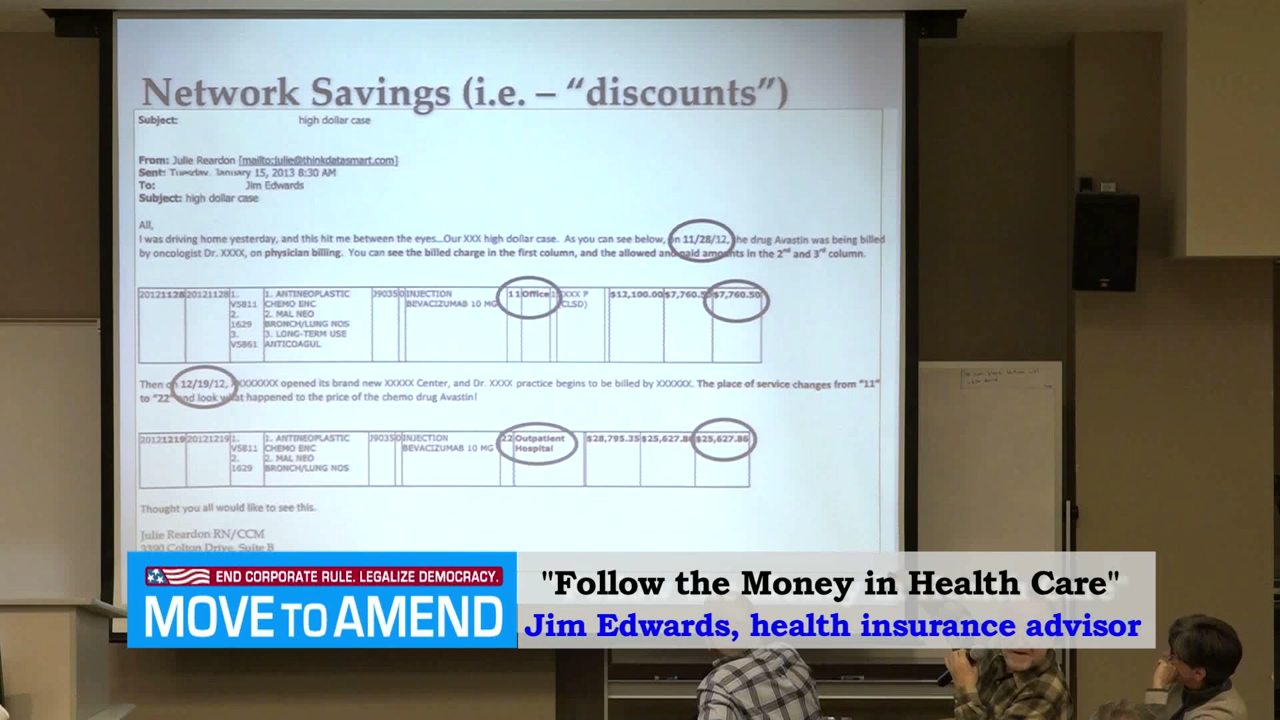 Network Savings (i.e. – “discounts”)
Subject: high dollar case
From: Julie Reardon [mailto:julie@thinkdatasmart.com]
Sent: Tuesday, January 15, 2013 8:30 AM
To: Jim Edwards
Subject: high dollar case
All,
I was driving home yesterday, and this hit me between the eyes...Our XXX high dollar case. As you can see below, on 11/28/12, the drug Avastin was being billed
by oncologist Dr. XXXX, on physician billing. You can see the billed charge in the first column, and the allowed and paid amounts in the 2nd and 3rd column.
20121128 20121128 1. 1. ANTINEOPLASTIC J9035 0 INJECTION 11 Office 1 (XXX P $12,100.00 $7,760.50 $7,760.50
V5811 CHEMO ENC BEVACIZUMAB 10 MG CLSD)
2. 2. MAL NEO
1629 BRONCH/LUNG NOS
3. 3. LONG-TERM USE
V5861 ANTICOAGUL
Then on 12/19/12, XXXXXXX opened its brand new XXXXX Center, and Dr. XXXX practice begins to be billed by XXXXXX. The place of service changes from "11"
to "22" and look what happened to the price of the chemo drug Avastin!
20121219 20121219 1. 1. ANTINEOPLASTIC J9035 0 INJECTION 22 Outpatient $28,795.35 $25,627.86 $25,627.86
V5811 CHEMO ENC BEVACIZUMAB 10 MG Hospital
2. 2. MAL NEO
1629 BRONCH/LUNG NOS
Thought you all would like to see this.
Julie Reardon RN/CCM
3390 Colton Drive, Suite B
END CORPORATE RULE. LEGALIZE DEMOCRACY.
MOVE TO AMEND
"Follow the Money in Health Care"
Jim Edwards, health insurance advisor